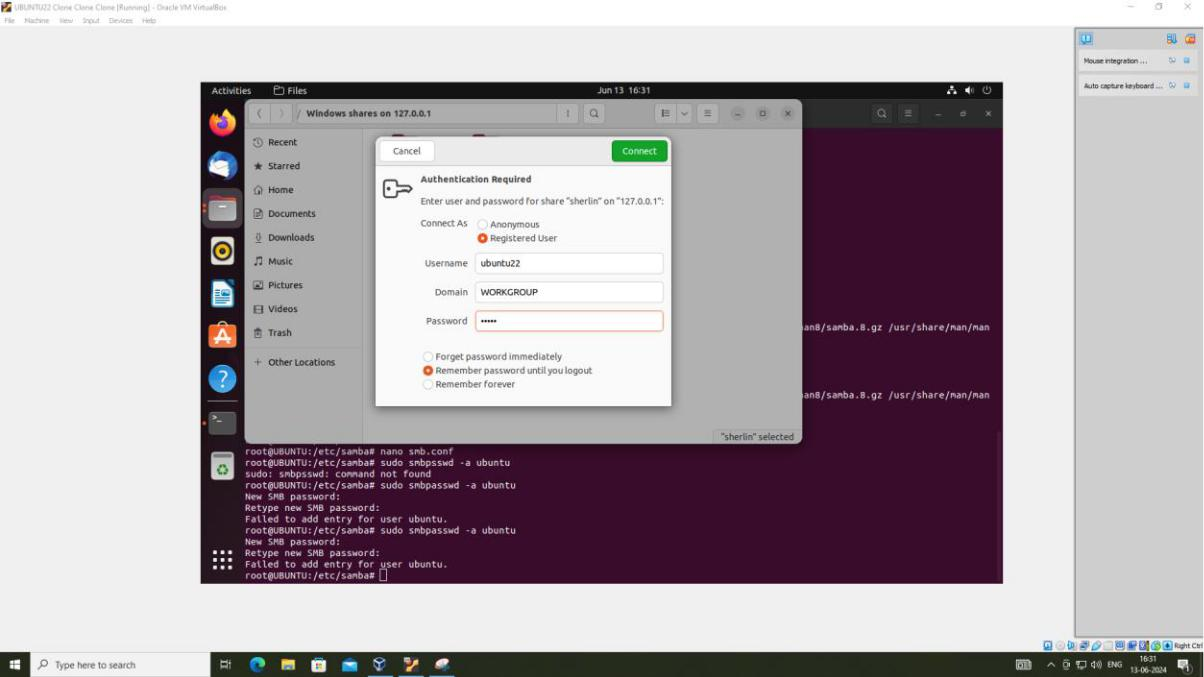 UBUNTU22 Clone Clone Clone [Running] - Oracle VM VirtualBox
File Machine View Input Devices Help
Mouse integration ...
Auto capture keyboard ...
Activities Files Jun 13 16:31
/ Windows shares on 127.0.0.1
Recent
Starred
Home
Documents
Downloads
Music
Pictures
Videos
Trash
+ Other Locations
Cancel Connect
Authentication Required
Enter user and password for share "sherlin" on "127.0.0.1":
Connect As Anonymous
Registered User
Username ubuntu22
Domain WORKGROUP
Password •••••
Forget password immediately
Remember password until you logout
Remember forever
"sherlin" selected
an8/samba.8.gz /usr/share/man/man
an8/samba.8.gz /usr/share/man/man
root@UBUNTU:/etc/samba# nano smb.conf
root@UBUNTU:/etc/samba# sudo smbpsswd -a ubuntu
sudo: smbpsswd: command not found
root@UBUNTU:/etc/samba# sudo smbpasswd -a ubuntu
New SMB password:
Retype new SMB password:
Failed to add entry for user ubuntu.
root@UBUNTU:/etc/samba# sudo smbpasswd -a ubuntu
New SMB password:
Retype new SMB password:
Failed to add entry for user ubuntu.
root@UBUNTU:/etc/samba#
Right Ctrl
Type here to search
ENG
16:31
13-06-2024